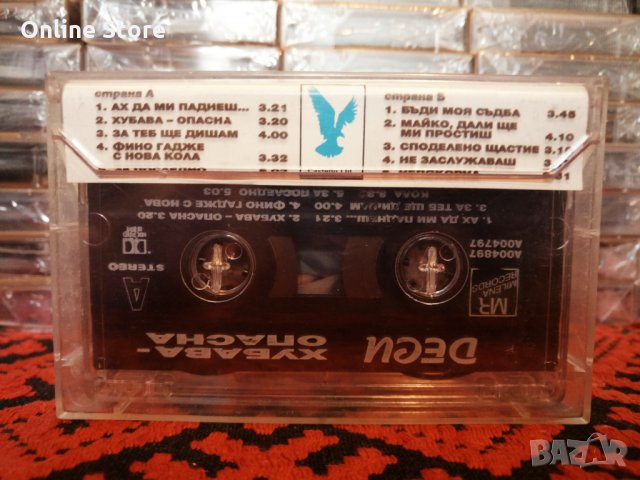 Online Store
страна А
1. АХ ДА МИ ПАДНЕШ... 3.21
2. ХУБАВА – ОПАСНА 3.20
3. ЗА ТЕБ ЩЕ ДИШАМ 4.00
4. ФИНО ГАДЖЕ
С НОВА КОЛА 3.32
страна Б
1. БЪДИ МОЯ СЪДБА 3.45
2. МАЙКО, ДАЛИ ЩЕ
МИ ПРОСТИШ 4.10
3. СПОДЕЛЕНО ЩАСТИЕ
4. НЕ ЗАСЛУЖАВАШ
ДЕСИ
ХУБАВА-
ОПАСНА
MR
MILENA
RECORDS
A
STEREO
A004897
A004797
1. АХ ДА МИ ПАДНЕШ... 3.21 2. ХУБАВА – ОПАСНА 3.20
3. ЗА ТЕБ ЩЕ ДИШАМ 4.00 4. ФИНО ГАДЖЕ С НОВА
КОЛА ЗА ПОСЛЕДНО 5.03
BAZAR